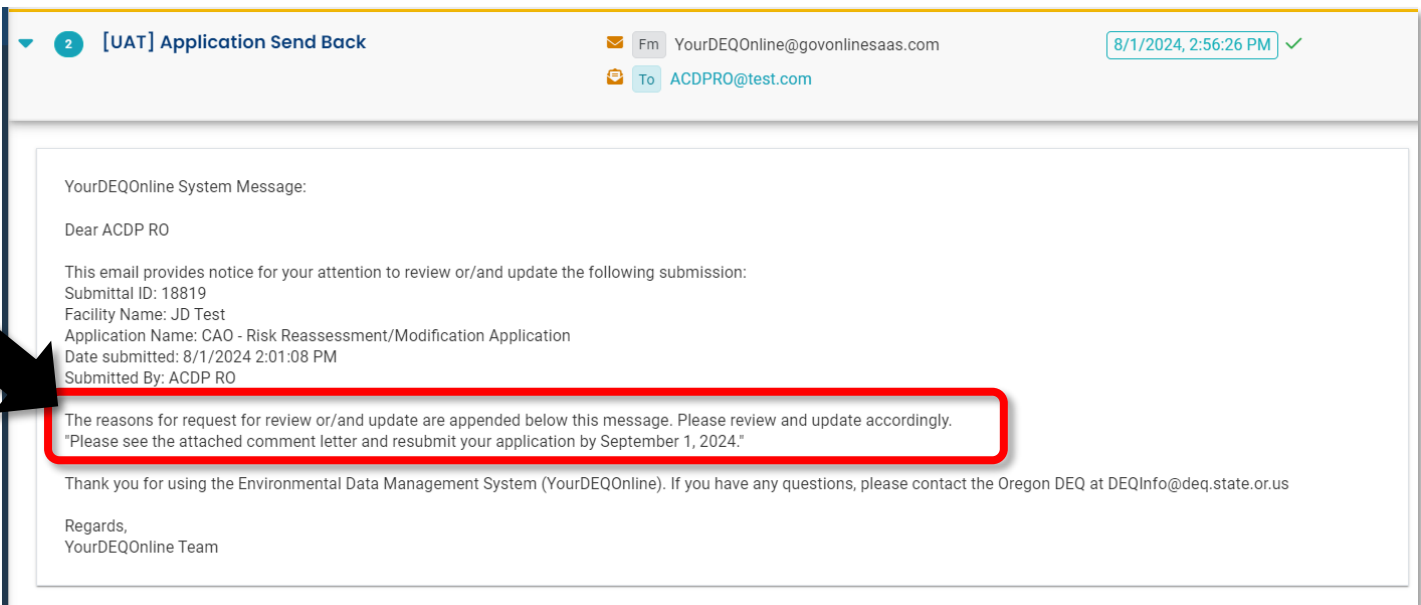 2 [UAT] Application Send Back
Fm YourDEQOnline@govonlinesaas.com
8/1/2024, 2:56:26 PM
To ACDPRO@test.com
YourDEQOnline System Message:
Dear ACDP RO
This email provides notice for your attention to review or/and update the following submission:
Submittal ID: 18819
Facility Name: JD Test
Application Name: CAO - Risk Reassessment/Modification Application
Date submitted: 8/1/2024 2:01:08 PM
Submitted By: ACDP RO
The reasons for request for review or/and update are appended below this message. Please review and update accordingly.
"Please see the attached comment letter and resubmit your application by September 1, 2024."
Thank you for using the Environmental Data Management System (YourDEQOnline). If you have any questions, please contact the Oregon DEQ at DEQInfo@deq.state.or.us
Regards,
YourDEQOnline Team